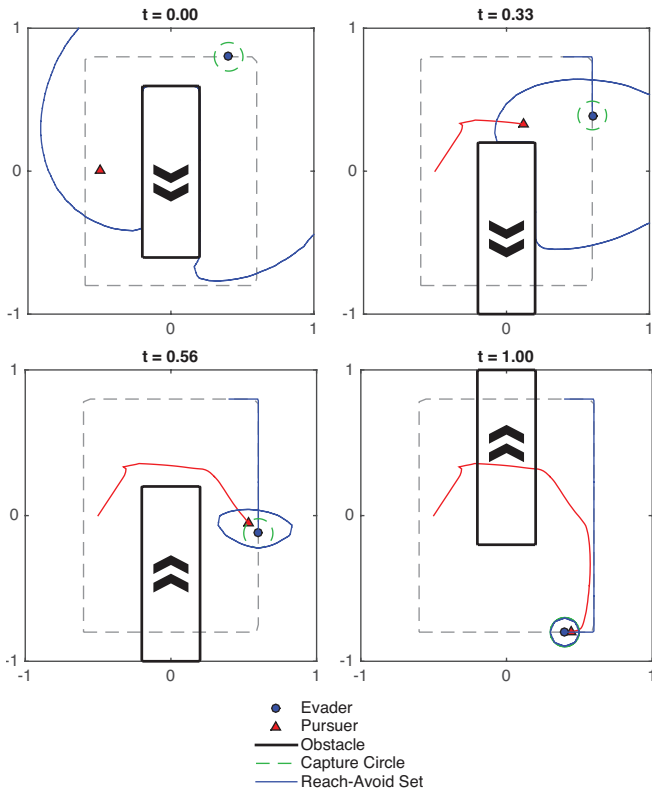 t = 0.00
t = 0.33
1
0
-1
0
1
1
0
-1
0
1
t = 0.56
t = 1.00
1
0
-1
-1
0
1
1
0
-1
-1
0
1
Evader
Pursuer
Obstacle
Capture Circle
Reach-Avoid Set